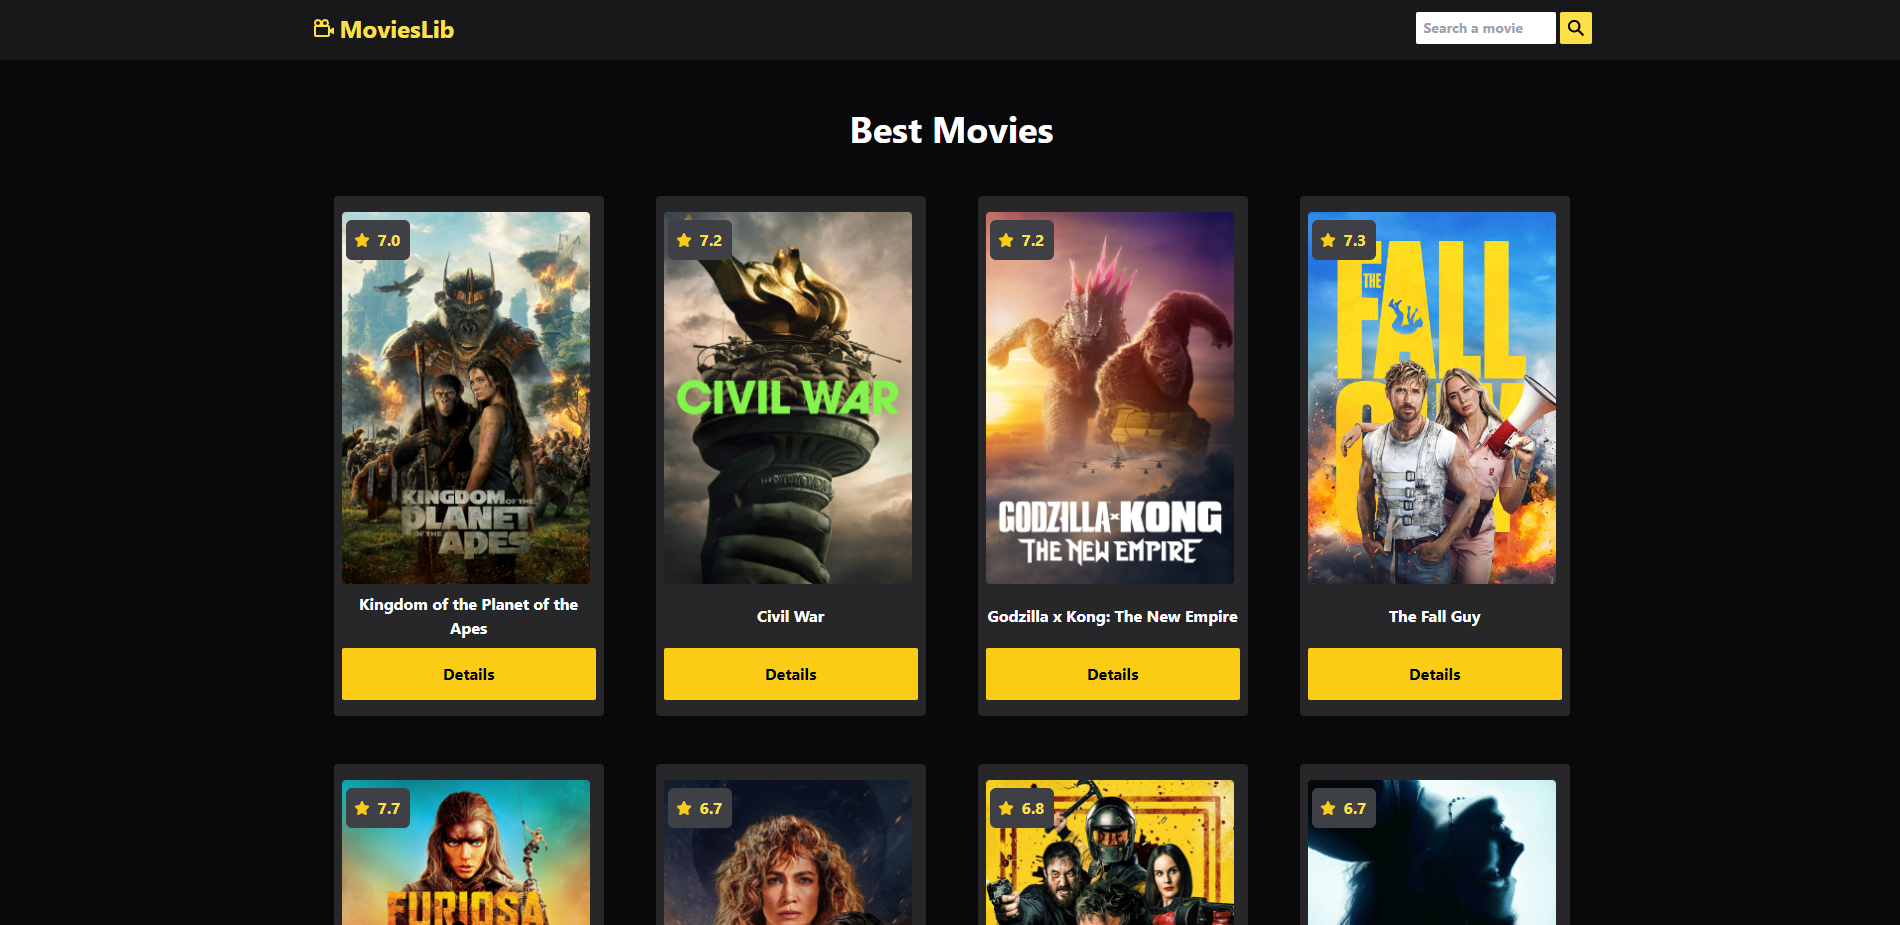 MoviesLib
Search a movie
Best Movies
7.0
7.2
7.2
7.3
THE
FALL
GUY
CIVIL WAR
KINGDOM OF THE
PLANET
OF THE
APES
GODZILLA x KONG
THE NEW EMPIRE
Kingdom of the Planet of the
Apes
Civil War
Godzilla x Kong: The New Empire
The Fall Guy
Details
Details
Details
Details
7.7
6.7
6.8
6.7
FURIOSA